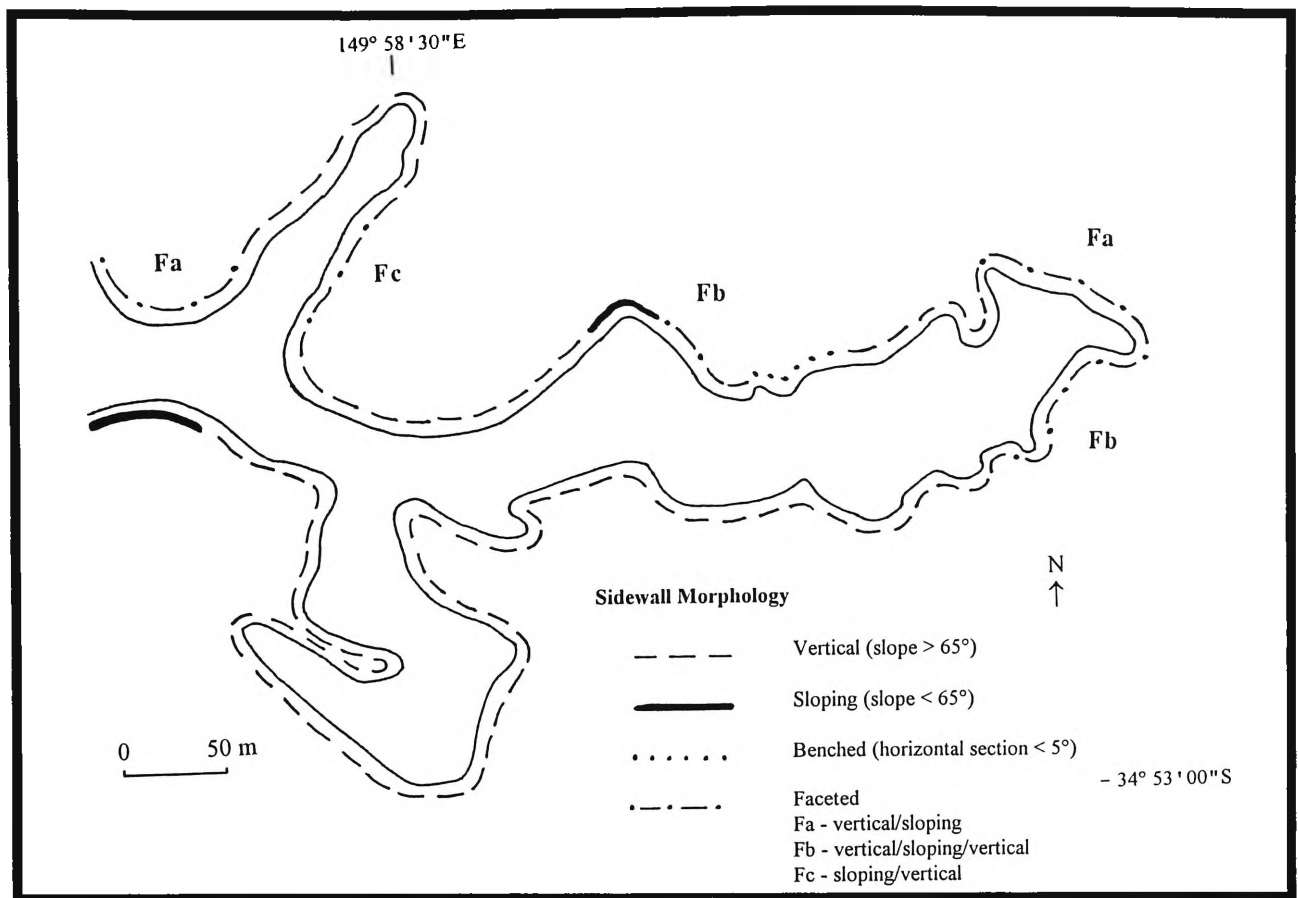 149° 58 ' 30"E
Fa
Fc
Fb
Fa
Fb
N
Sidewall Morphology
Vertical (slope > 65°)
Sloping (slope < 65°)
0 50 m
Benched (horizontal section < 5°)
– 34° 53 ' 00"S
Faceted
Fa - vertical/sloping
Fb - vertical/sloping/vertical
Fc - sloping/vertical